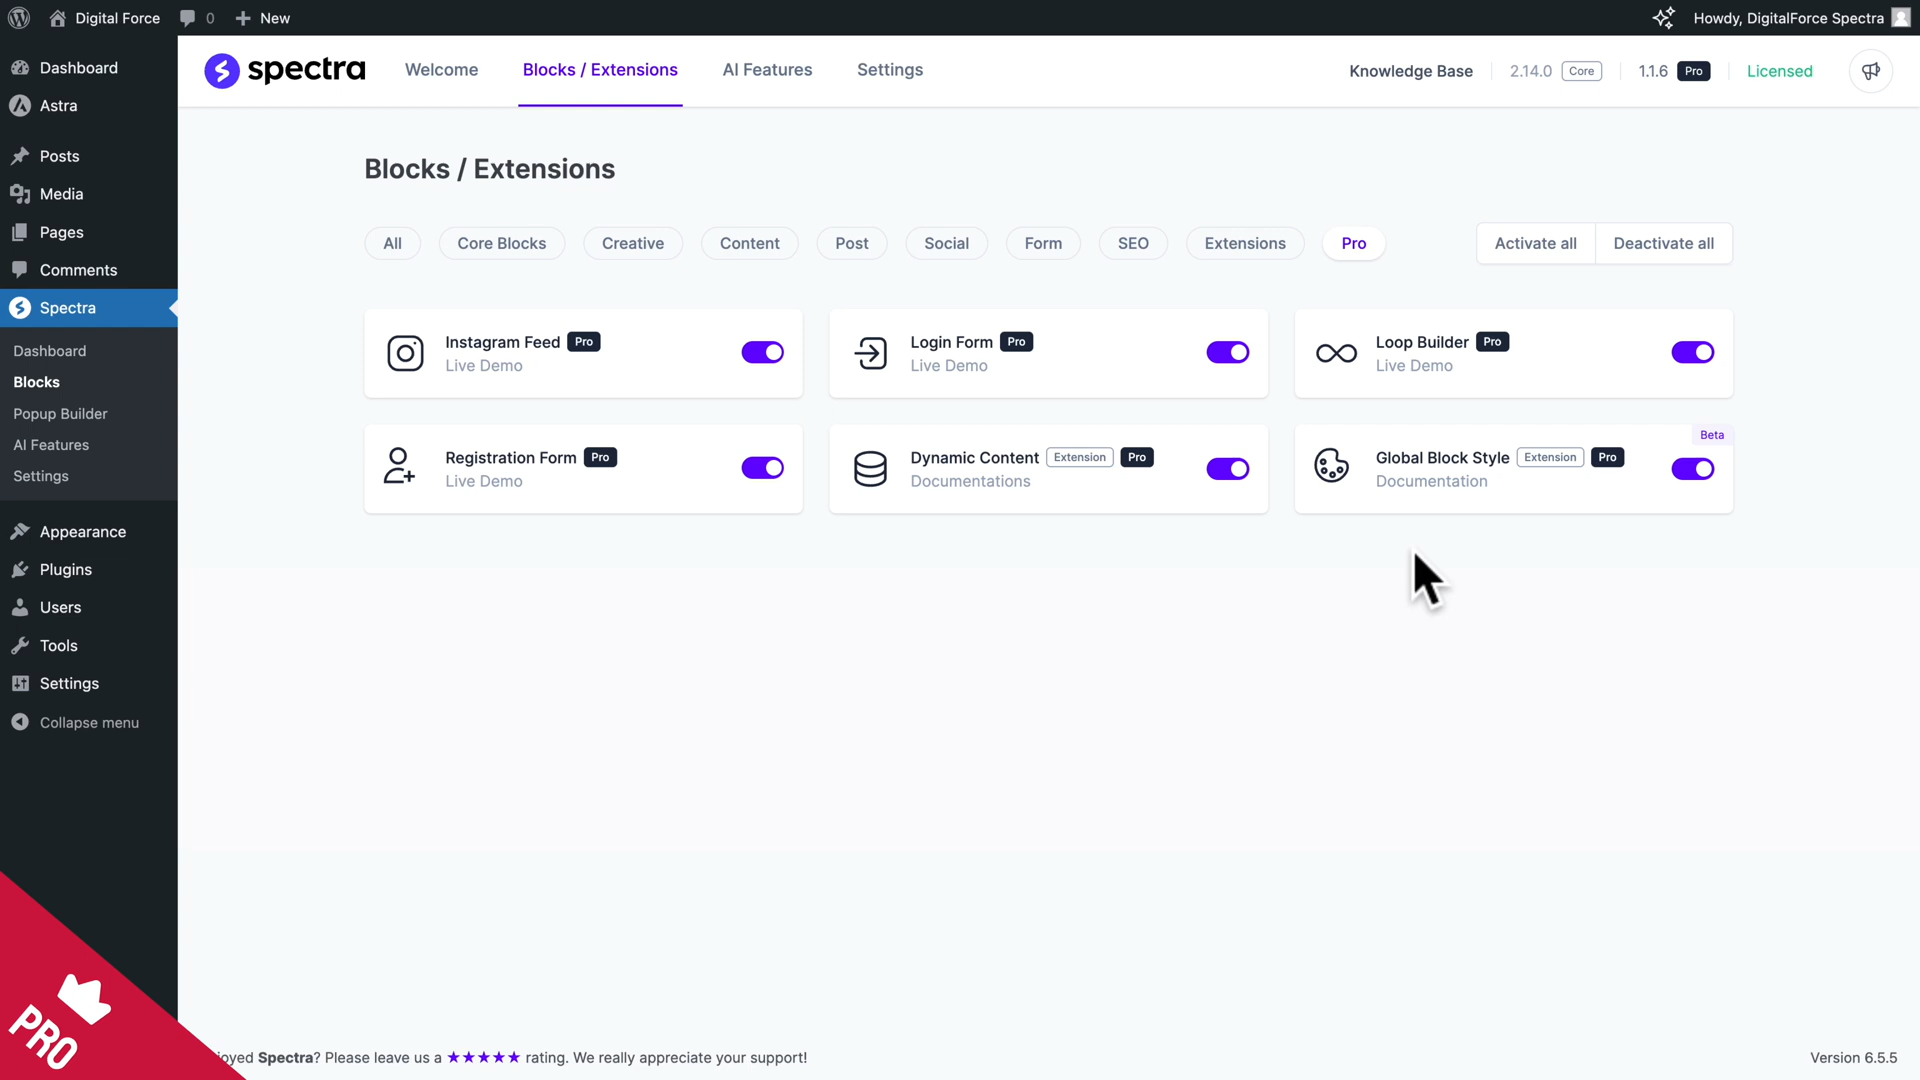 Digital Force
0
New
Howdy, DigitalForce Spectra
Dashboard
Astra
Posts
Media
Pages
Comments
Spectra
Dashboard
Blocks
Popup Builder
AI Features
Settings
Appearance
Plugins
Users
Tools
Settings
Collapse menu
PRO
spectra
Welcome
Blocks / Extensions
AI Features
Settings
Knowledge Base
2.14.0 Core
1.1.6 Pro
Licensed
Blocks / Extensions
All
Core Blocks
Creative
Content
Post
Social
Form
SEO
Extensions
Pro
Activate all
Deactivate all
Instagram Feed Pro
Live Demo
Login Form Pro
Live Demo
Loop Builder Pro
Live Demo
Registration Form Pro
Live Demo
Dynamic Content Extension Pro
Documentations
Beta
Global Block Style Extension Pro
Documentation
oyed Spectra? Please leave us a ★★★★★ rating. We really appreciate your support!
Version 6.5.5